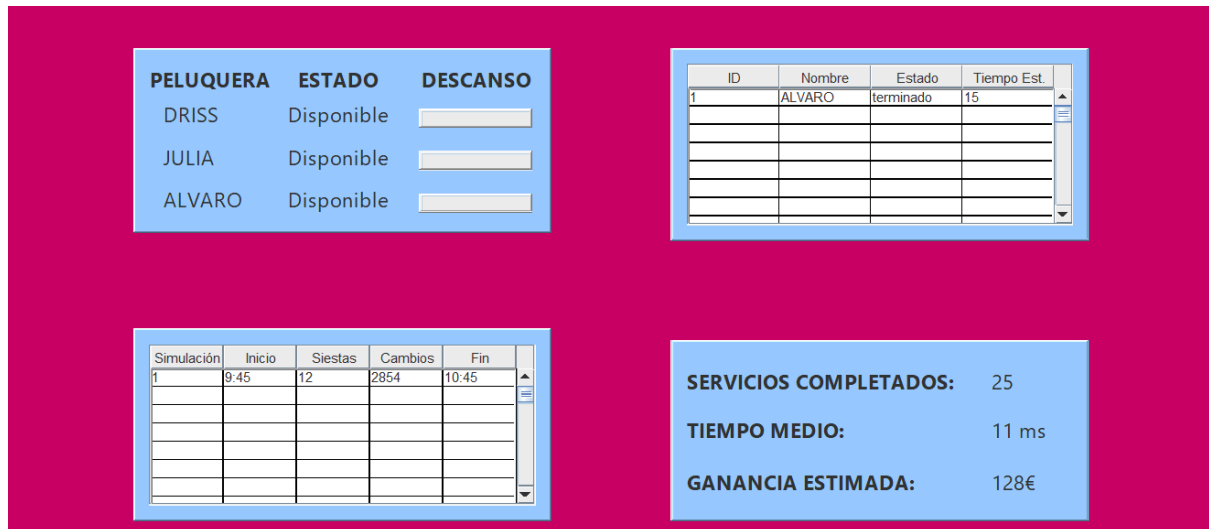 PELUQUERA ESTADO DESCANSO
DRISS Disponible
JULIA Disponible
ALVARO Disponible
ID Nombre Estado Tiempo Est.
1 ALVARO terminado 15
Simulación Inicio Siestas Cambios Fin
1 9:45 12 2854 10:45
SERVICIOS COMPLETADOS: 25
TIEMPO MEDIO: 11 ms
GANANCIA ESTIMADA: 128€